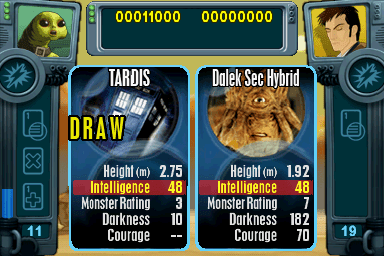 00011000 00000000
TARDIS
DRAW
Height (m) 2.75
Intelligence 48
Monster Rating 3
Darkness 10
Courage --
Dalek Sec Hybrid
Height (m) 1.92
Intelligence 48
Monster Rating 7
Darkness 182
Courage 70
11
19